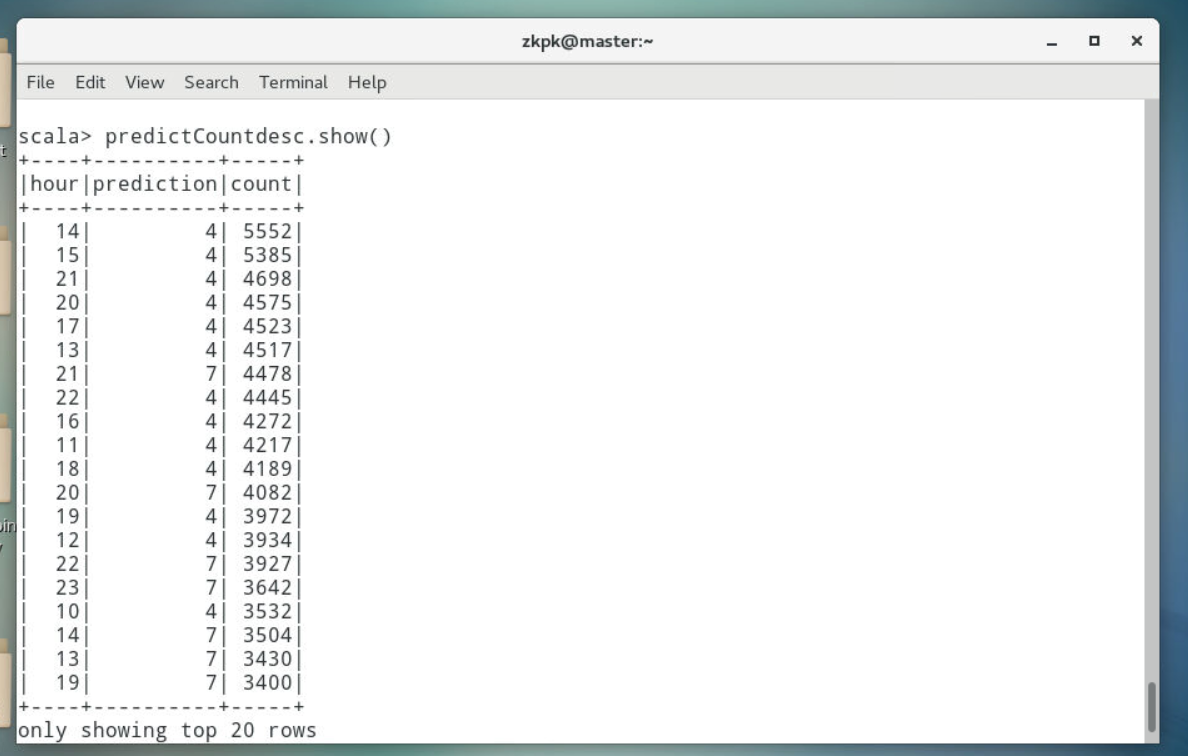 zkpk@master:~
File Edit View Search Terminal Help
t
scala> predictCountdesc.show()
+----+----------+-----+
|hour|prediction|count|
+----+----------+-----+
|  14|         4| 5552|
|  15|         4| 5385|
|  21|         4| 4698|
|  20|         4| 4575|
|  17|         4| 4523|
|  13|         4| 4517|
|  21|         7| 4478|
|  22|         4| 4445|
|  16|         4| 4272|
|  11|         4| 4217|
|  18|         4| 4189|
|  20|         7| 4082|
|  19|         4| 3972|
|  12|         4| 3934|
|  22|         7| 3927|
|  23|         7| 3642|
|  10|         4| 3532|
|  14|         7| 3504|
|  13|         7| 3430|
|  19|         7| 3400|
+----+----------+-----+
only showing top 20 rows